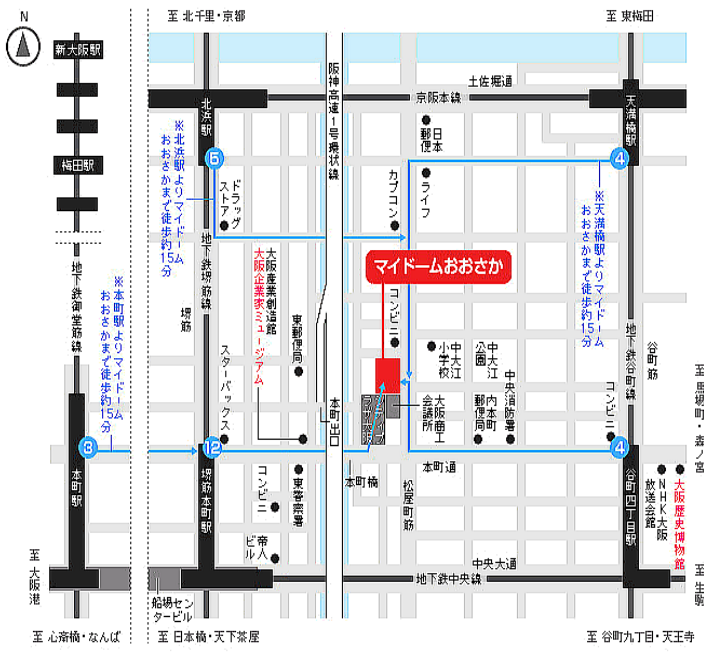 N
至 北千里・京都
至 東梅田
新大阪駅
梅田駅
土佐堀通
京阪本線
北浜駅
天満橋駅
阪神高速1号環状線
日本
郵便
5
4
ライフ
カプコン
ドラッグ
ストア
※北浜駅よりマイドーム
おおさかまで徒歩約15分
※天満橋駅よりマイドーム
おおさかまで徒歩約15分
マイドームおおさか
地下鉄御堂筋線
※本町駅よりマイドーム
おおさかまで徒歩約15分
地下鉄堺筋線
堺筋
大阪産業創造館
大阪企業家ミュージアム
東郵便局
コンビニ
中大江
小学校
中大江
公園
中央消防署
内本町
郵便局
大阪商工
会議所
地下鉄谷町線
谷町筋
コンビニ
至 馬場町・森ノ宮
スターバックス
本町出口
3
12
4
本町駅
堺筋本町駅
谷町四丁目駅
本町橋
本町通
松屋町筋
コンビニ
東警察署
帝人
ビル
NHK大阪
放送会館
大阪歴史博物館
中央大通
地下鉄中央線
至 大阪港
至 生駒
船場セン
タービル
至 心斎橋・なんば
至 日本橋・天下茶屋
至 谷町九丁目・天王寺